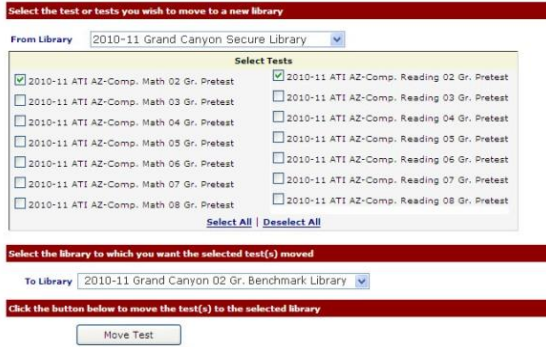 Select the test or tests you wish to move to a new library
From Library 2010-11 Grand Canyon Secure Library
Select Tests
2010-11 ATI AZ-Comp. Math 02 Gr. Pretest 2010-11 ATI AZ-Comp. Reading 02 Gr. Pretest
2010-11 ATI AZ-Comp. Math 03 Gr. Pretest 2010-11 ATI AZ-Comp. Reading 03 Gr. Pretest
2010-11 ATI AZ-Comp. Math 04 Gr. Pretest 2010-11 ATI AZ-Comp. Reading 04 Gr. Pretest
2010-11 ATI AZ-Comp. Math 05 Gr. Pretest 2010-11 ATI AZ-Comp. Reading 05 Gr. Pretest
2010-11 ATI AZ-Comp. Math 06 Gr. Pretest 2010-11 ATI AZ-Comp. Reading 06 Gr. Pretest
2010-11 ATI AZ-Comp. Math 07 Gr. Pretest 2010-11 ATI AZ-Comp. Reading 07 Gr. Pretest
2010-11 ATI AZ-Comp. Math 08 Gr. Pretest 2010-11 ATI AZ-Comp. Reading 08 Gr. Pretest
Select All | Deselect All
Select the library to which you want the selected test(s) moved
To Library 2010-11 Grand Canyon 02 Gr. Benchmark Library
Click the button below to move the test(s) to the selected library
Move Test